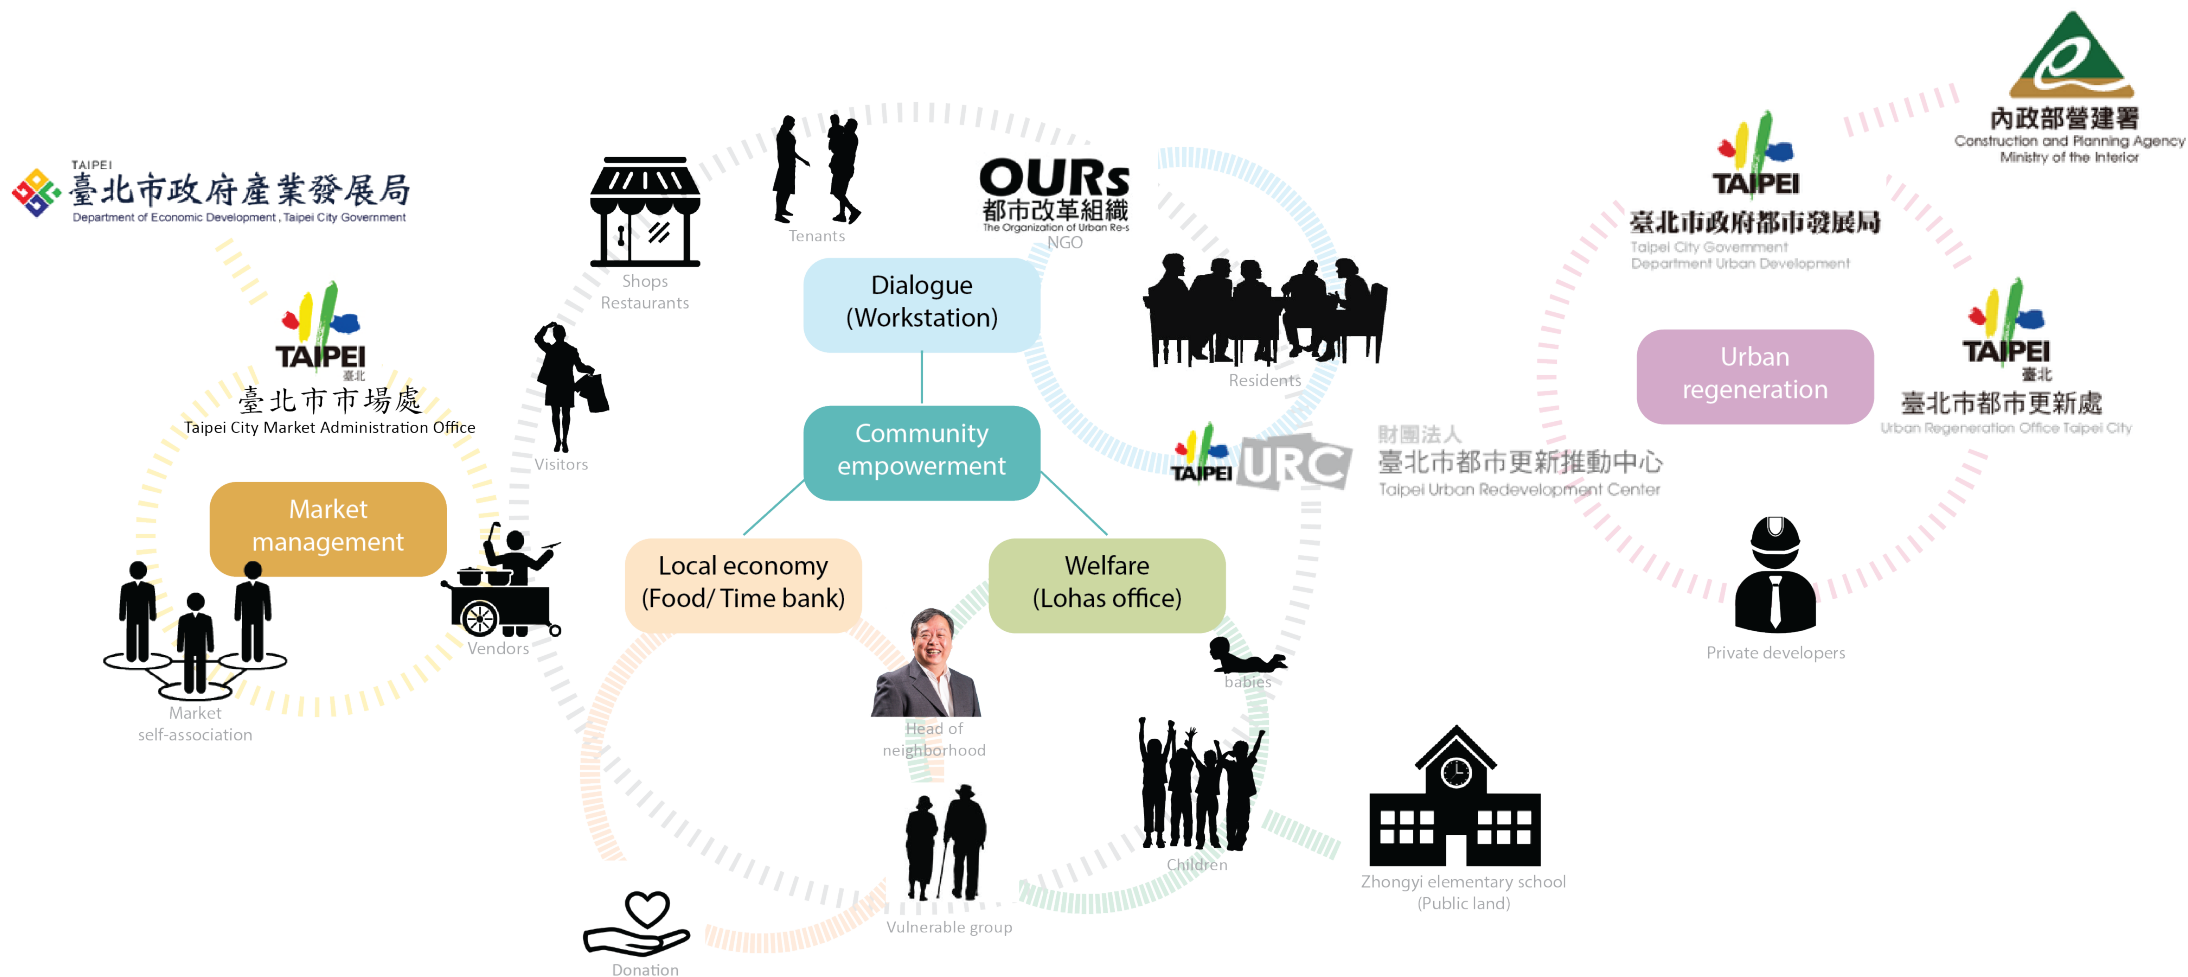 TAIPEI
臺北市政府產業發展局
Department of Economic Development, Taipei City Government
TAIPEI
臺北
臺北市市場處
Taipei City Market Administration Office
Market
management
Vendors
Market
self-association
Shops
Restaurants
Tenants
Visitors
OURs
都市改革組織
The Organization of Urban Re-s
NGO
Dialogue
(Workstation)
Residents
Community
empowerment
TAIPEI
URC
財團法人
臺北市都市更新推動中心
Taipei Urban Redevelopment Center
Local economy
(Food/ Time bank)
Welfare
(Lohas office)
Head of
neighborhood
babies
Children
Vulnerable group
Donation
Zhongyi elementary school
(Public land)
內政部營建署
Construction and Planning Agency
Ministry of the Interior
TAIPEI
臺北市政府都市發展局
Taipei City Government
Department Urban Development
Urban
regeneration
TAIPEI
臺北
臺北市都市更新處
Urban Regeneration Office Taipei City
Private developers